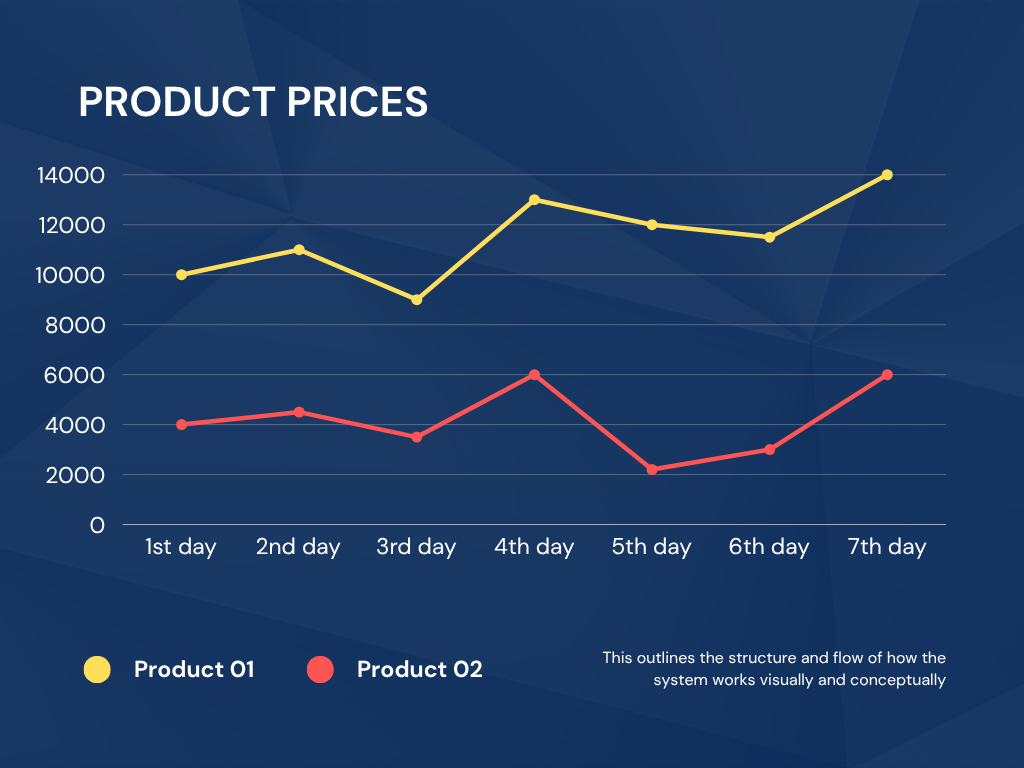 PRODUCT PRICES
14000
12000
10000
8000
6000
4000
2000
0
1st day 2nd day 3rd day 4th day 5th day 6th day 7th day
Product 01 Product 02
This outlines the structure and flow of how the
system works visually and conceptually